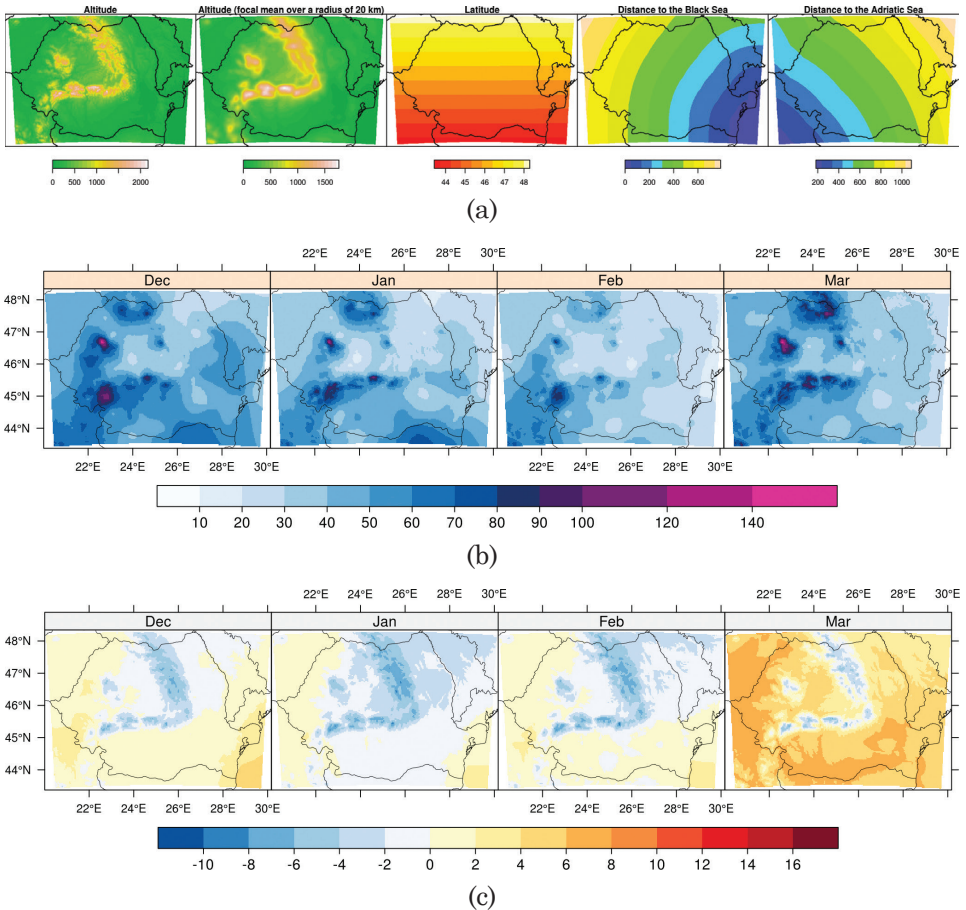 Altitude
Altitude (focal mean over a radius of 20 km)
Latitude
Distance to the Black Sea
Distance to the Adriatic Sea
0 500 1000 2000
0 500 1000 1500
44 45 46 47 48
0 200 400 600
200 400 600 800 1000
(a)
22°E 24°E 26°E 28°E 30°E 22°E 24°E 26°E 28°E 30°E
Dec Jan Feb Mar
48°N
47°N
46°N
45°N
44°N
22°E 24°E 26°E 28°E 30°E 22°E 24°E 26°E 28°E 30°E
10 20 30 40 50 60 70 80 90 100 120 140
(b)
22°E 24°E 26°E 28°E 30°E 22°E 24°E 26°E 28°E 30°E
Dec Jan Feb Mar
48°N
47°N
46°N
45°N
44°N
22°E 24°E 26°E 28°E 30°E 22°E 24°E 26°E 28°E 30°E
-10 -8 -6 -4 -2 0 2 4 6 8 10 12 14 16
(c)